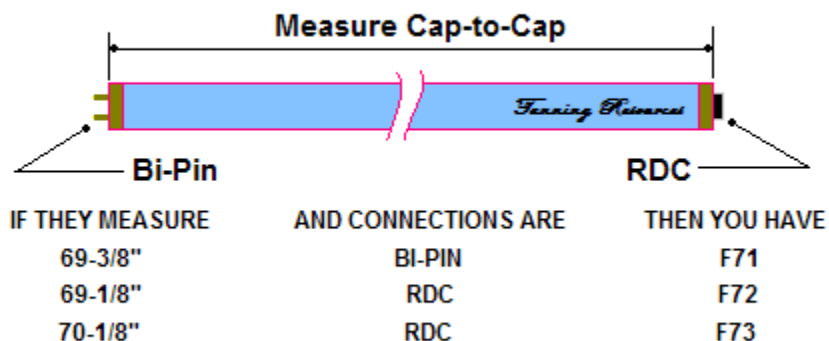 Measure Cap-to-Cap
Tanning Resources
Bi-Pin RDC
IF THEY MEASURE AND CONNECTIONS ARE THEN YOU HAVE
69-3/8" BI-PIN F71
69-1/8" RDC F72
70-1/8" RDC F73